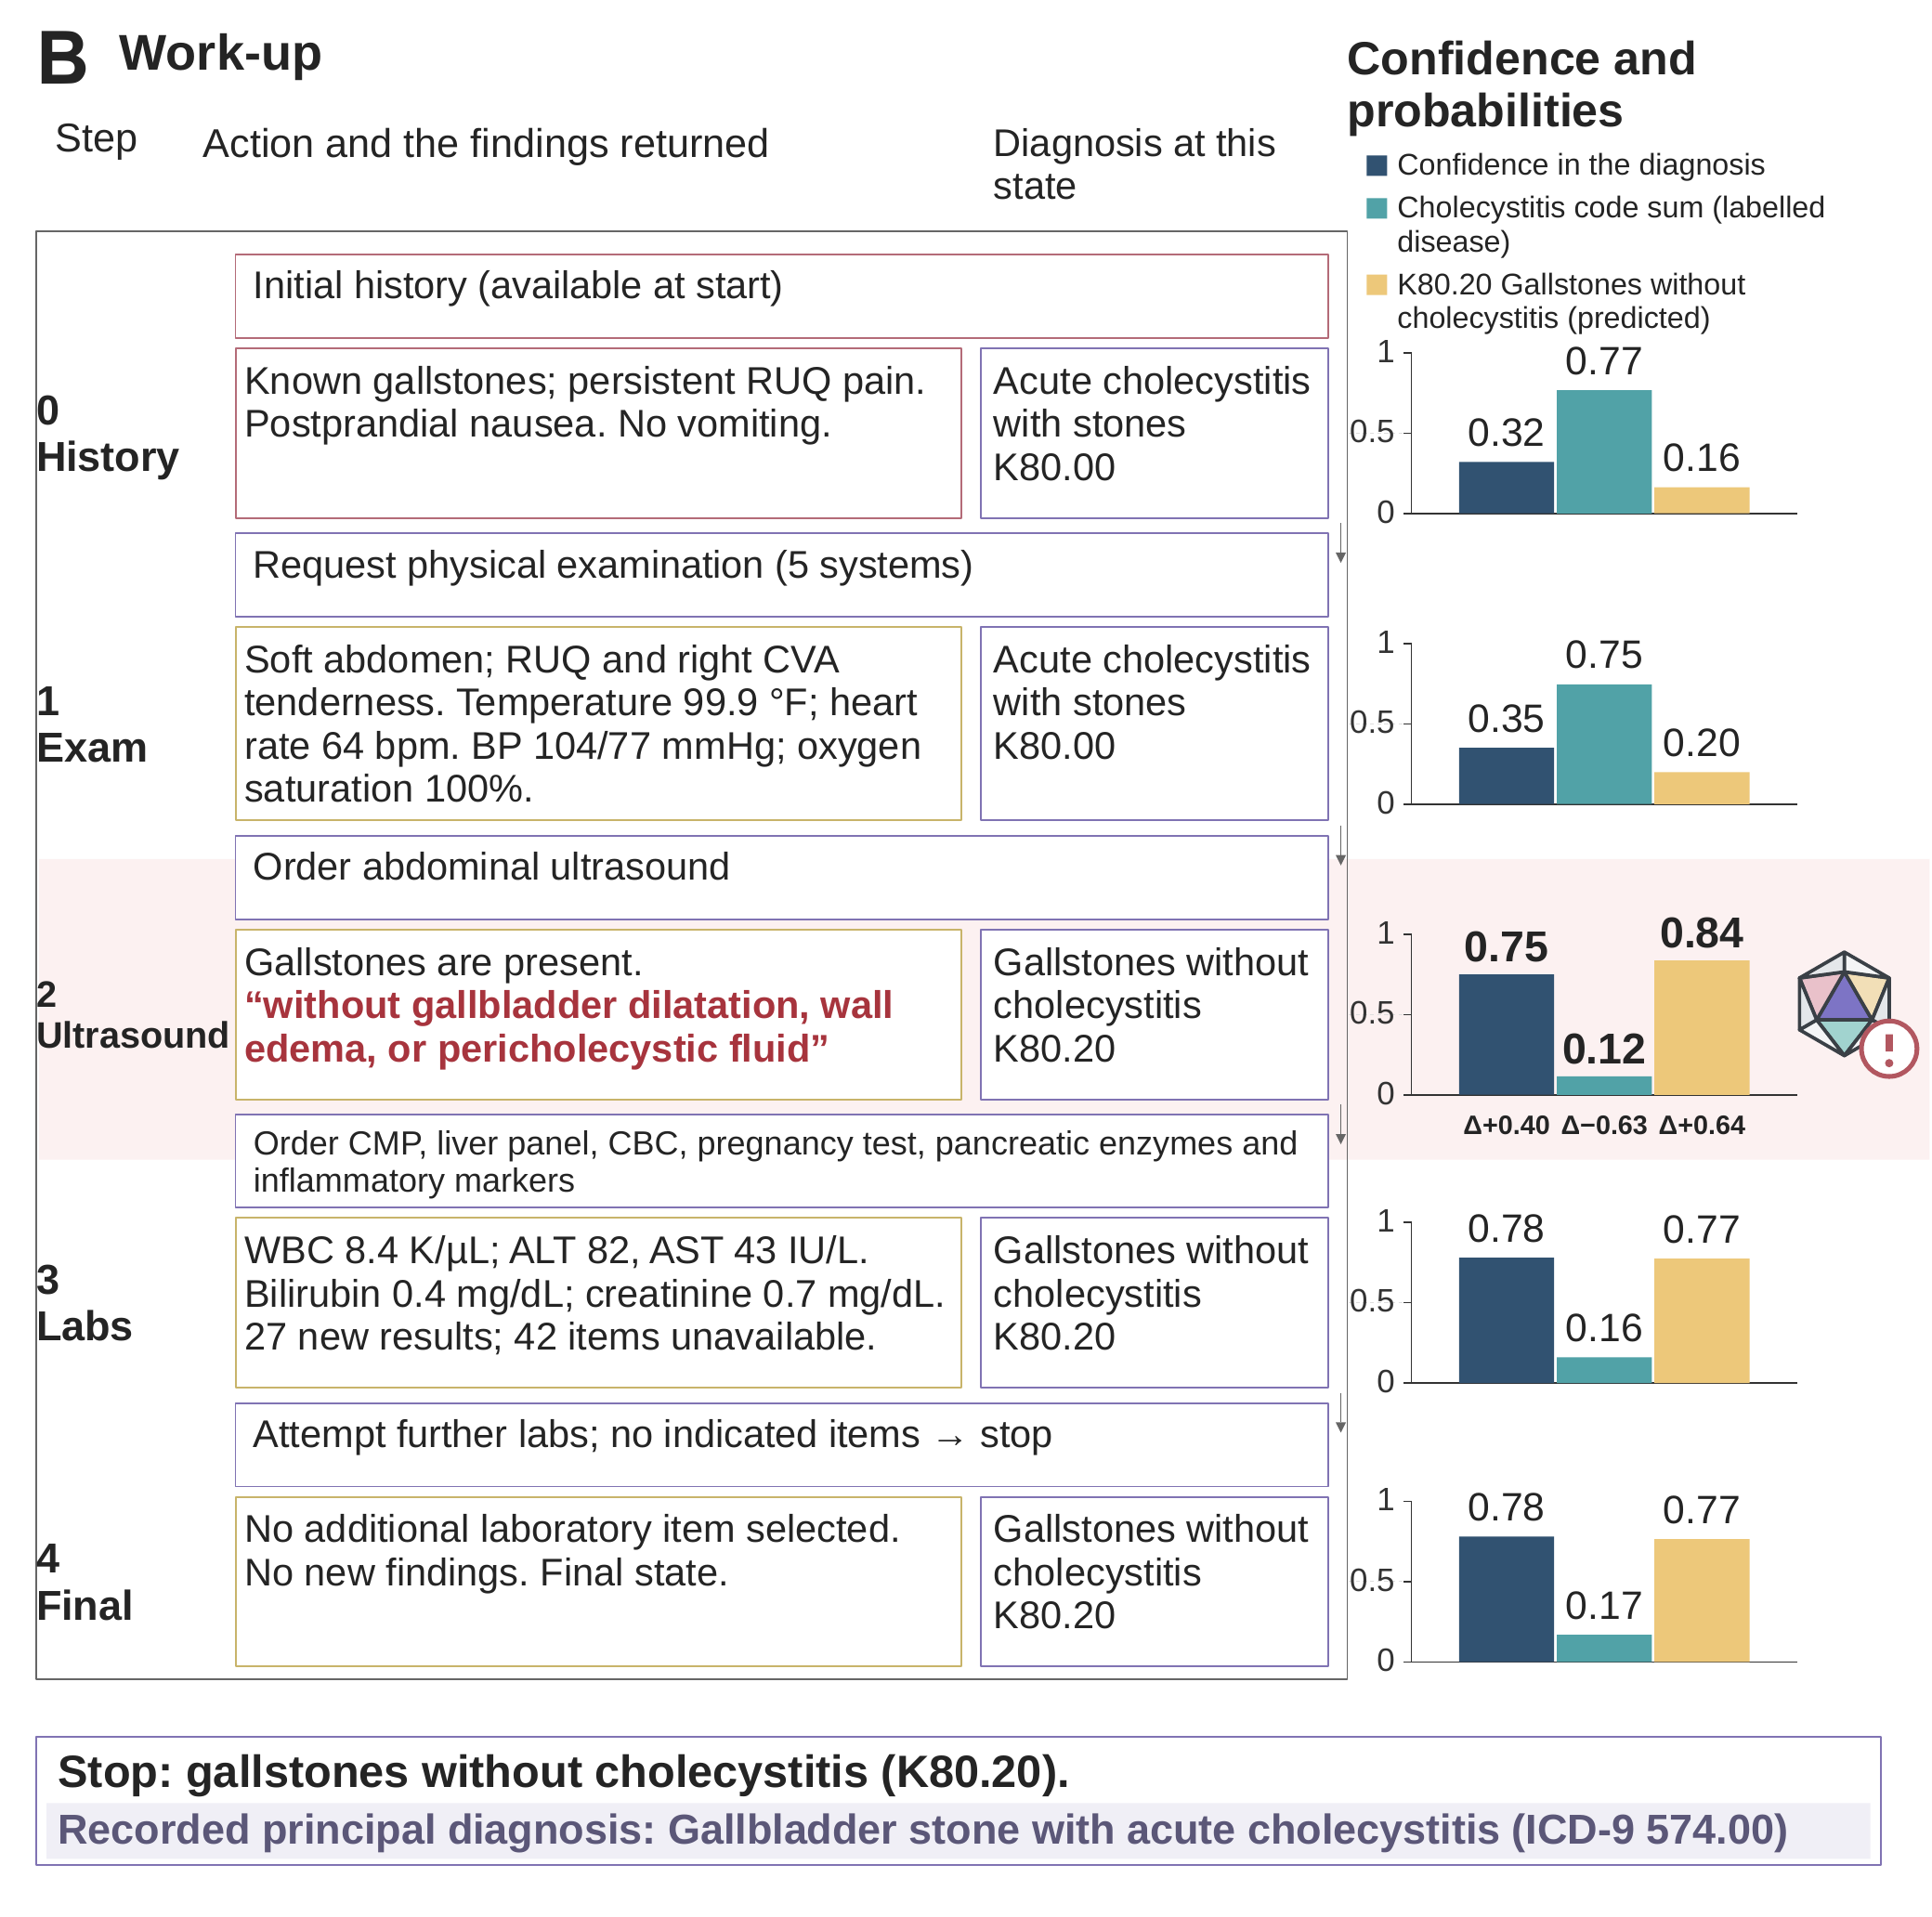 B Work-up
Confidence and
probabilities
Step
Action and the findings returned
Diagnosis at this
state
Confidence in the diagnosis
Cholecystitis code sum (labelled
disease)
K80.20 Gallstones without
cholecystitis (predicted)
0
History
Initial history (available at start)
Known gallstones; persistent RUQ pain.
Postprandial nausea. No vomiting.
Acute cholecystitis
with stones
K80.00
1
0.5
0
0.32
0.77
0.16
1
Exam
Request physical examination (5 systems)
Soft abdomen; RUQ and right CVA
tenderness. Temperature 99.9 °F; heart
rate 64 bpm. BP 104/77 mmHg; oxygen
saturation 100%.
Acute cholecystitis
with stones
K80.00
1
0.5
0
0.35
0.75
0.20
2
Ultrasound
Order abdominal ultrasound
Gallstones are present.
“without gallbladder dilatation, wall
edema, or pericholecystic fluid”
Gallstones without
cholecystitis
K80.20
1
0.5
0
0.75
0.12
0.84
Δ+0.40 Δ−0.63 Δ+0.64
3
Labs
Order CMP, liver panel, CBC, pregnancy test, pancreatic enzymes and
inflammatory markers
WBC 8.4 K/µL; ALT 82, AST 43 IU/L.
Bilirubin 0.4 mg/dL; creatinine 0.7 mg/dL.
27 new results; 42 items unavailable.
Gallstones without
cholecystitis
K80.20
1
0.5
0
0.78
0.16
0.77
4
Final
Attempt further labs; no indicated items → stop
No additional laboratory item selected.
No new findings. Final state.
Gallstones without
cholecystitis
K80.20
1
0.5
0
0.78
0.17
0.77
Stop: gallstones without cholecystitis (K80.20).
Recorded principal diagnosis: Gallbladder stone with acute cholecystitis (ICD-9 574.00)